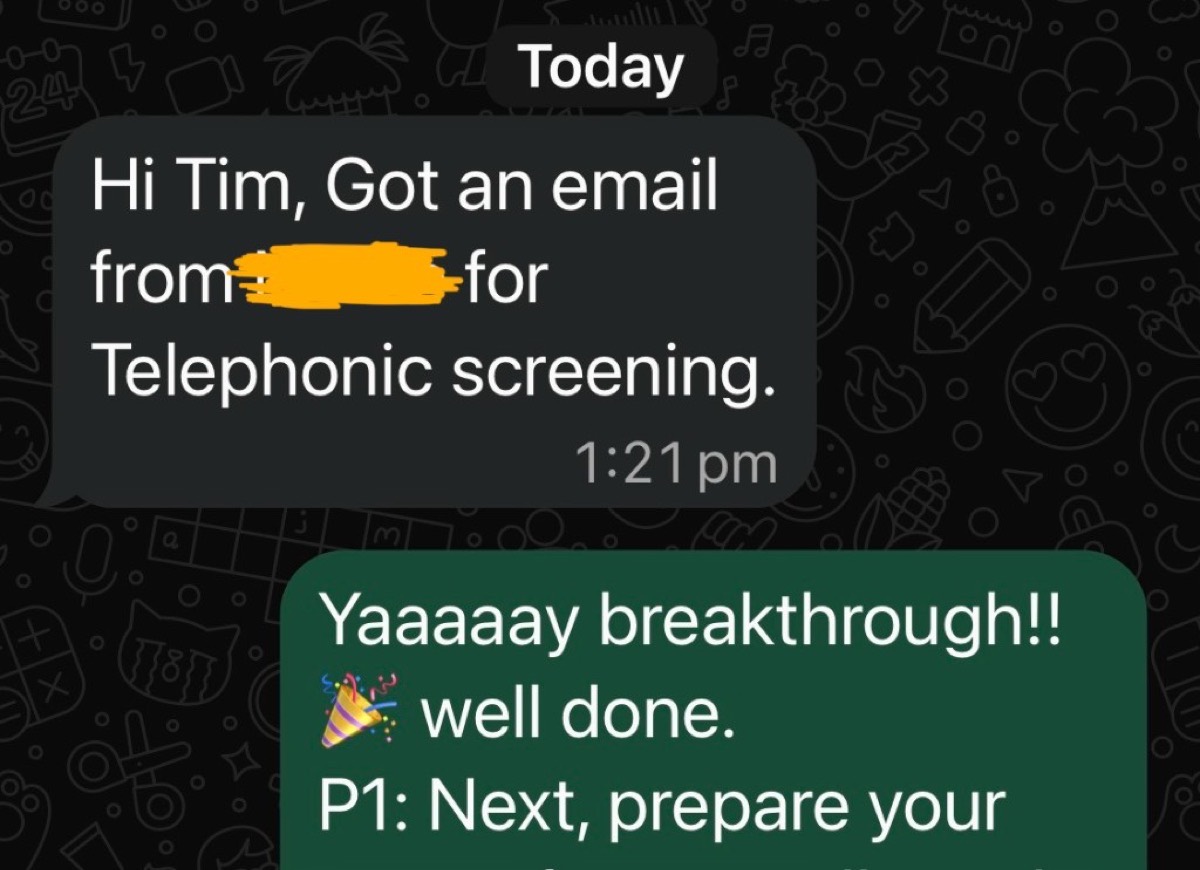 Today
Hi Tim, Got an email
from for
Telephonic screening.
1:21 pm
Yaaaaay breakthrough!!
🎉 well done.
P1: Next, prepare your